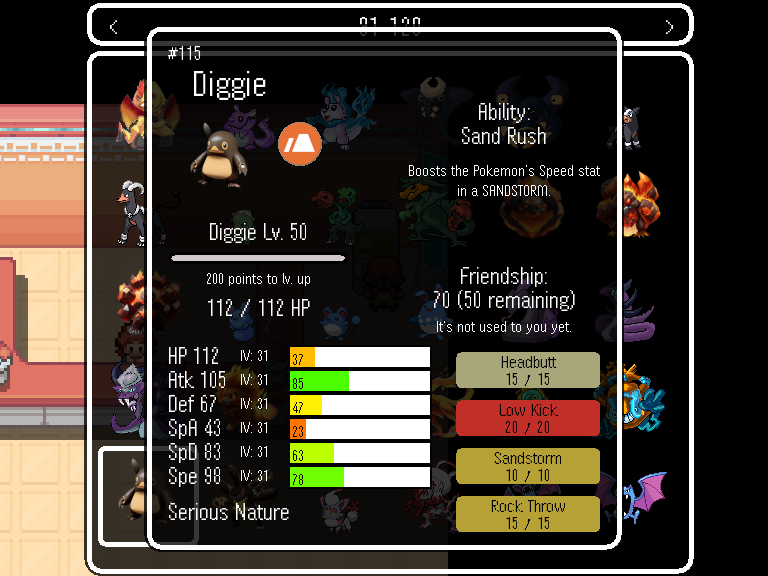 <
>
#115
Diggie
Ability:
Sand Rush
Boosts the Pokemon's Speed stat
in a SANDSTORM.
Diggie Lv. 50
200 points to lv. up
112 / 112 HP
Friendship:
70 (50 remaining)
It's not used to you yet.
HP 112 IV: 31 37
Atk 105 IV: 31 85
Def 67 IV: 31 47
SpA 43 IV: 31 23
SpD 83 IV: 31 63
Spe 98 IV: 31 78
Serious Nature
Headbutt
15 / 15
Low Kick
20 / 20
Sandstorm
10 / 10
Rock Throw
15 / 15